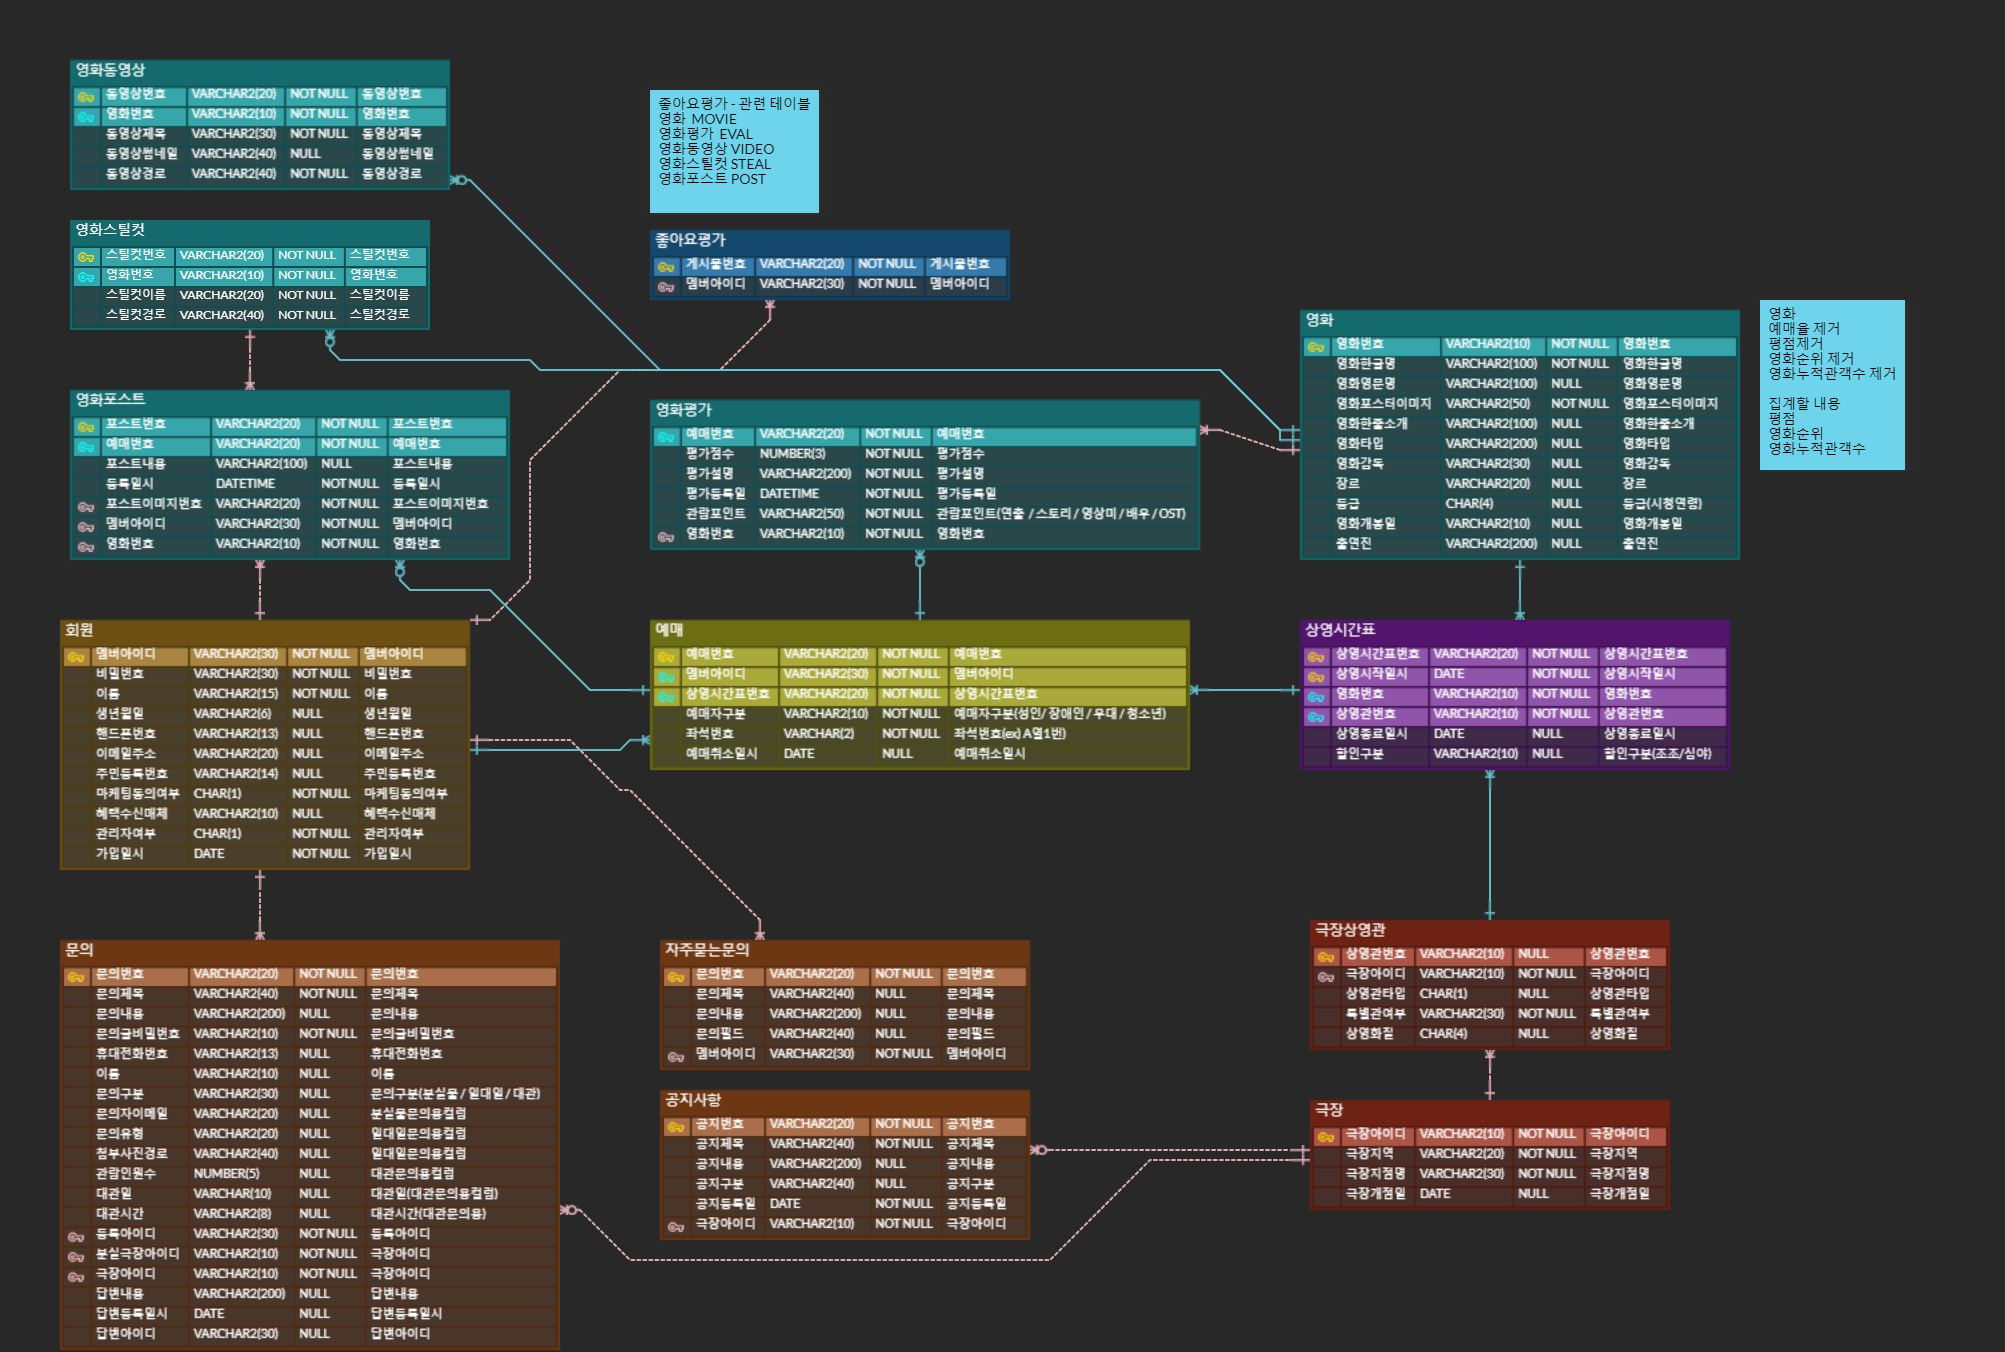 영화동영상
동영상번호 VARCHAR2(20) NOT NULL 동영상번호
영화번호 VARCHAR2(10) NOT NULL 영화번호
동영상제목 VARCHAR2(30) NOT NULL 동영상제목
동영상썸네일 VARCHAR2(40) NULL 동영상썸네일
동영상경로 VARCHAR2(40) NOT NULL 동영상경로
영화스틸컷
스틸컷번호 VARCHAR2(20) NOT NULL 스틸컷번호
영화번호 VARCHAR2(10) NOT NULL 영화번호
스틸컷이름 VARCHAR2(20) NOT NULL 스틸컷이름
스틸컷경로 VARCHAR2(40) NOT NULL 스틸컷경로
좋아요평가 - 관련 테이블
영화 MOVIE
영화평가 EVAL
영화동영상 VIDEO
영화스틸컷 STEAL
영화포스트 POST
좋아요평가
게시물번호 VARCHAR2(20) NOT NULL 게시물번호
멤버아이디 VARCHAR2(30) NOT NULL 멤버아이디
영화
영화번호 VARCHAR2(10) NOT NULL 영화번호
영화한글명 VARCHAR2(100) NOT NULL 영화한글명
영화영문명 VARCHAR2(100) NULL 영화영문명
영화포스터이미지 VARCHAR2(50) NOT NULL 영화포스터이미지
영화한줄소개 VARCHAR2(100) NULL 영화한줄소개
영화타입 VARCHAR2(200) NULL 영화타입
영화감독 VARCHAR2(30) NULL 영화감독
장르 VARCHAR2(20) NULL 장르
등급 CHAR(4) NULL 등급(시청연령)
영화개봉일 VARCHAR2(10) NULL 영화개봉일
출연진 VARCHAR2(200) NULL 출연진
영화
예매율 제거
평점제거
영화순위 제거
영화누적관객수 제거
집계할 내용
평점
영화순위
영화누적관객수
영화포스트
포스트번호 VARCHAR2(20) NOT NULL 포스트번호
예매번호 VARCHAR2(20) NOT NULL 예매번호
포스트내용 VARCHAR2(100) NULL 포스트내용
등록일시 DATETIME NOT NULL 등록일시
포스트이미지번호 VARCHAR2(20) NOT NULL 포스트이미지번호
멤버아이디 VARCHAR2(30) NOT NULL 멤버아이디
영화번호 VARCHAR2(10) NOT NULL 영화번호
영화평가
예매번호 VARCHAR2(20) NOT NULL 예매번호
평가점수 NUMBER(3) NOT NULL 평가점수
평가설명 VARCHAR2(200) NOT NULL 평가설명
평가등록일 DATETIME NOT NULL 평가등록일
관람포인트 VARCHAR2(50) NOT NULL 관람포인트(연출 / 스토리 / 영상미 / 배우 / OST)
영화번호 VARCHAR2(10) NOT NULL 영화번호
회원
멤버아이디 VARCHAR2(30) NOT NULL 멤버아이디
비밀번호 VARCHAR2(30) NOT NULL 비밀번호
이름 VARCHAR2(15) NOT NULL 이름
생년월일 VARCHAR2(6) NULL 생년월일
핸드폰번호 VARCHAR2(13) NULL 핸드폰번호
이메일주소 VARCHAR2(20) NULL 이메일주소
주민등록번호 VARCHAR2(14) NULL 주민등록번호
마케팅동의여부 CHAR(1) NOT NULL 마케팅동의여부
혜택수신매체 VARCHAR2(10) NULL 혜택수신매체
관리자여부 CHAR(1) NOT NULL 관리자여부
가입일시 DATE NOT NULL 가입일시
예매
예매번호 VARCHAR2(20) NOT NULL 예매번호
멤버아이디 VARCHAR2(30) NOT NULL 멤버아이디
상영시간표번호 VARCHAR2(20) NOT NULL 상영시간표번호
예매자구분 VARCHAR2(10) NOT NULL 예매자구분(성인/ 장애인 / 우대 / 청소년)
좌석번호 VARCHAR(2) NOT NULL 좌석번호(ex) A열1번)
예매취소일시 DATE NULL 예매취소일시
상영시간표
상영시간표번호 VARCHAR2(20) NOT NULL 상영시간표번호
상영시작일시 DATE NOT NULL 상영시작일시
영화번호 VARCHAR2(10) NOT NULL 영화번호
상영관번호 VARCHAR2(10) NOT NULL 상영관번호
상영종료일시 DATE NULL 상영종료일시
할인구분 VARCHAR2(10) NULL 할인구분(조조/심야)
문의
문의번호 VARCHAR2(20) NOT NULL 문의번호
문의제목 VARCHAR2(40) NOT NULL 문의제목
문의내용 VARCHAR2(200) NULL 문의내용
문의글비밀번호 VARCHAR2(10) NOT NULL 문의글비밀번호
휴대전화번호 VARCHAR2(13) NULL 휴대전화번호
이름 VARCHAR2(10) NULL 이름
문의구분 VARCHAR2(30) NULL 문의구분(분실물 / 일대일 / 대관)
문의자이메일 VARCHAR2(20) NULL 분실물문의용컬럼
문의유형 VARCHAR2(20) NULL 일대일문의용컬럼
첨부사진경로 VARCHAR2(40) NULL 일대일문의용컬럼
관람인원수 NUMBER(5) NULL 대관문의용컬럼
대관일 VARCHAR(10) NULL 대관일(대관문의용컬럼)
대관시간 VARCHAR2(8) NULL 대관시간(대관문의용)
등록아이디 VARCHAR2(30) NOT NULL 등록아이디
분실극장아이디 VARCHAR2(10) NOT NULL 극장아이디
극장아이디 VARCHAR2(10) NOT NULL 극장아이디
답변내용 VARCHAR2(200) NULL 답변내용
답변등록일시 DATE NULL 답변등록일시
답변아이디 VARCHAR2(30) NULL 답변아이디
자주묻는문의
문의번호 VARCHAR2(20) NOT NULL 문의번호
문의제목 VARCHAR2(40) NULL 문의제목
문의내용 VARCHAR2(200) NULL 문의내용
문의필드 VARCHAR2(40) NULL 문의필드
멤버아이디 VARCHAR2(30) NOT NULL 멤버아이디
공지사항
공지번호 VARCHAR2(20) NOT NULL 공지번호
공지제목 VARCHAR2(40) NOT NULL 공지제목
공지내용 VARCHAR2(200) NULL 공지내용
공지구분 VARCHAR2(40) NULL 공지구분
공지등록일 DATE NOT NULL 공지등록일
극장아이디 VARCHAR2(10) NOT NULL 극장아이디
극장상영관
상영관번호 VARCHAR2(10) NULL 상영관번호
극장아이디 VARCHAR2(10) NOT NULL 극장아이디
상영관타입 CHAR(1) NULL 상영관타입
특별관여부 VARCHAR2(30) NOT NULL 특별관여부
상영화질 CHAR(4) NULL 상영화질
극장
극장아이디 VARCHAR2(10) NOT NULL 극장아이디
극장지역 VARCHAR2(20) NOT NULL 극장지역
극장지점명 VARCHAR2(30) NOT NULL 극장지점명
극장개점일 DATE NULL 극장개점일